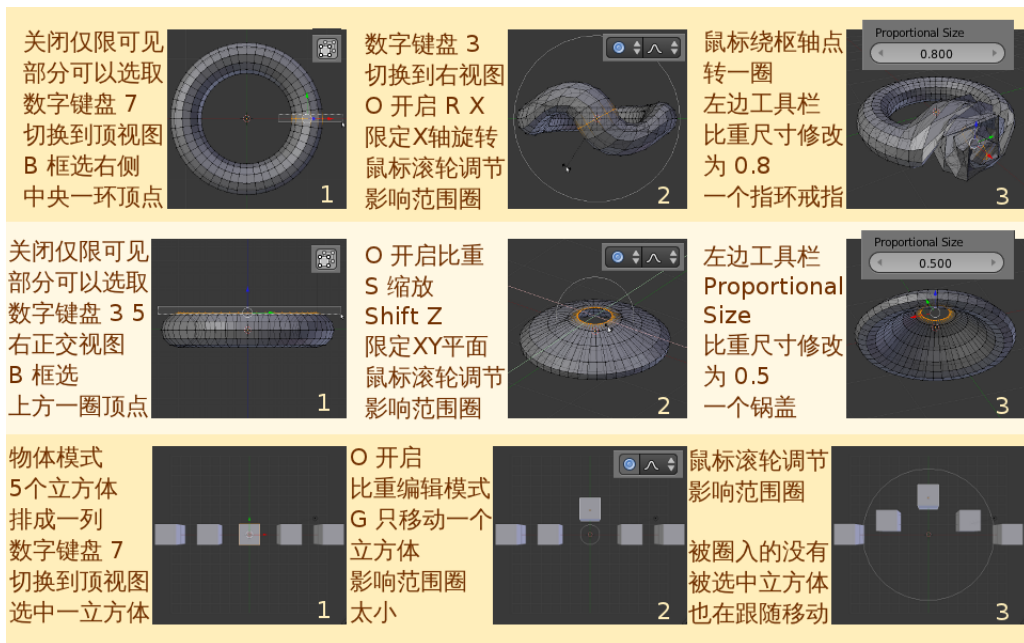 关闭仅限可见
部分可以选取
数字键盘 7
切换到顶视图
B 框选右侧
中央一环顶点
1
数字键盘 3
切换到右视图
O 开启 R X
限定X轴旋转
鼠标滚轮调节
影响范围圈
2
鼠标绕枢轴点
转一圈
左边工具栏
比重尺寸修改
为 0.8
一个指环戒指
Proportional Size
0.800
3
关闭仅限可见
部分可以选取
数字键盘 3 5
右正交视图
B 框选
上方一圈顶点
1
O 开启比重
S 缩放
Shift Z
限定XY平面
鼠标滚轮调节
影响范围圈
2
左边工具栏
Proportional
Size
比重尺寸修改
为 0.5
一个锅盖
Proportional Size
0.500
3
物体模式
5个立方体
排成一列
数字键盘 7
切换到顶视图
选中一立方体
1
O 开启
比重编辑模式
G 只移动一个
立方体
影响范围圈
太小
2
鼠标滚轮调节
影响范围圈
被圈入的没有
被选中立方体
也在跟随移动
3